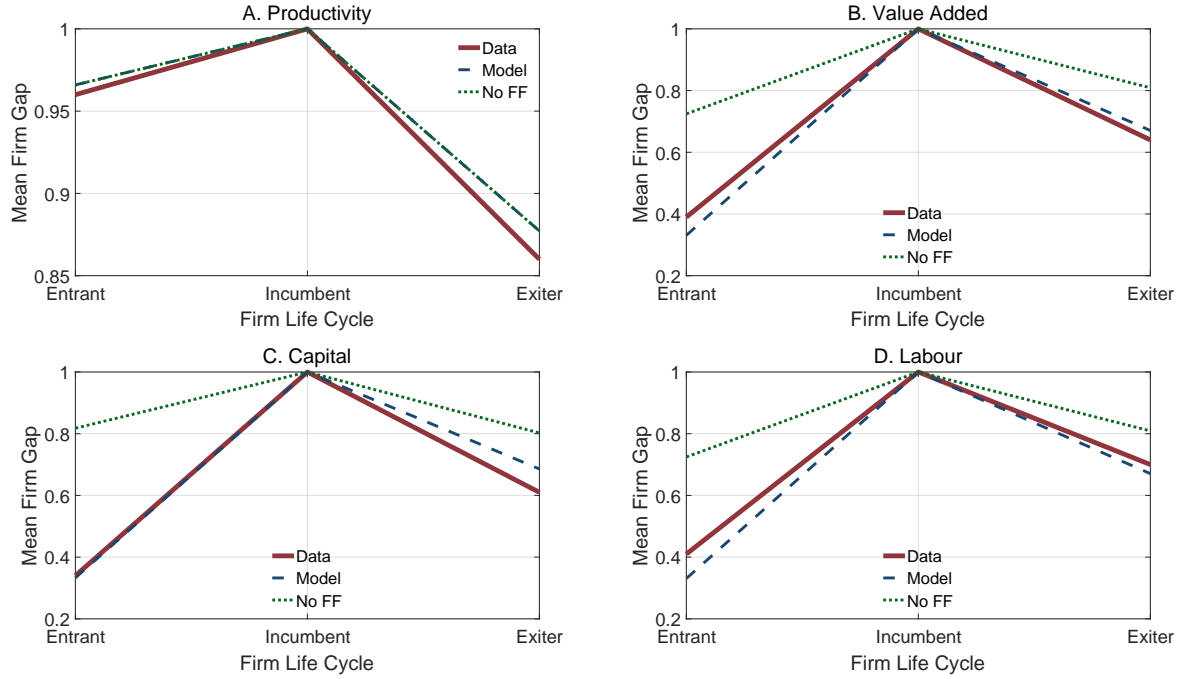 A. Productivity
1
0.95
0.9
0.85
Mean Firm Gap
Entrant
Incumbent
Exiter
Firm Life Cycle
Data
Model
No FF
B. Value Added
1
0.8
0.6
0.4
0.2
Mean Firm Gap
Entrant
Incumbent
Exiter
Firm Life Cycle
Data
Model
No FF
C. Capital
1
0.8
0.6
0.4
0.2
Mean Firm Gap
Entrant
Incumbent
Exiter
Firm Life Cycle
Data
Model
No FF
D. Labour
1
0.8
0.6
0.4
0.2
Mean Firm Gap
Entrant
Incumbent
Exiter
Firm Life Cycle
Data
Model
No FF